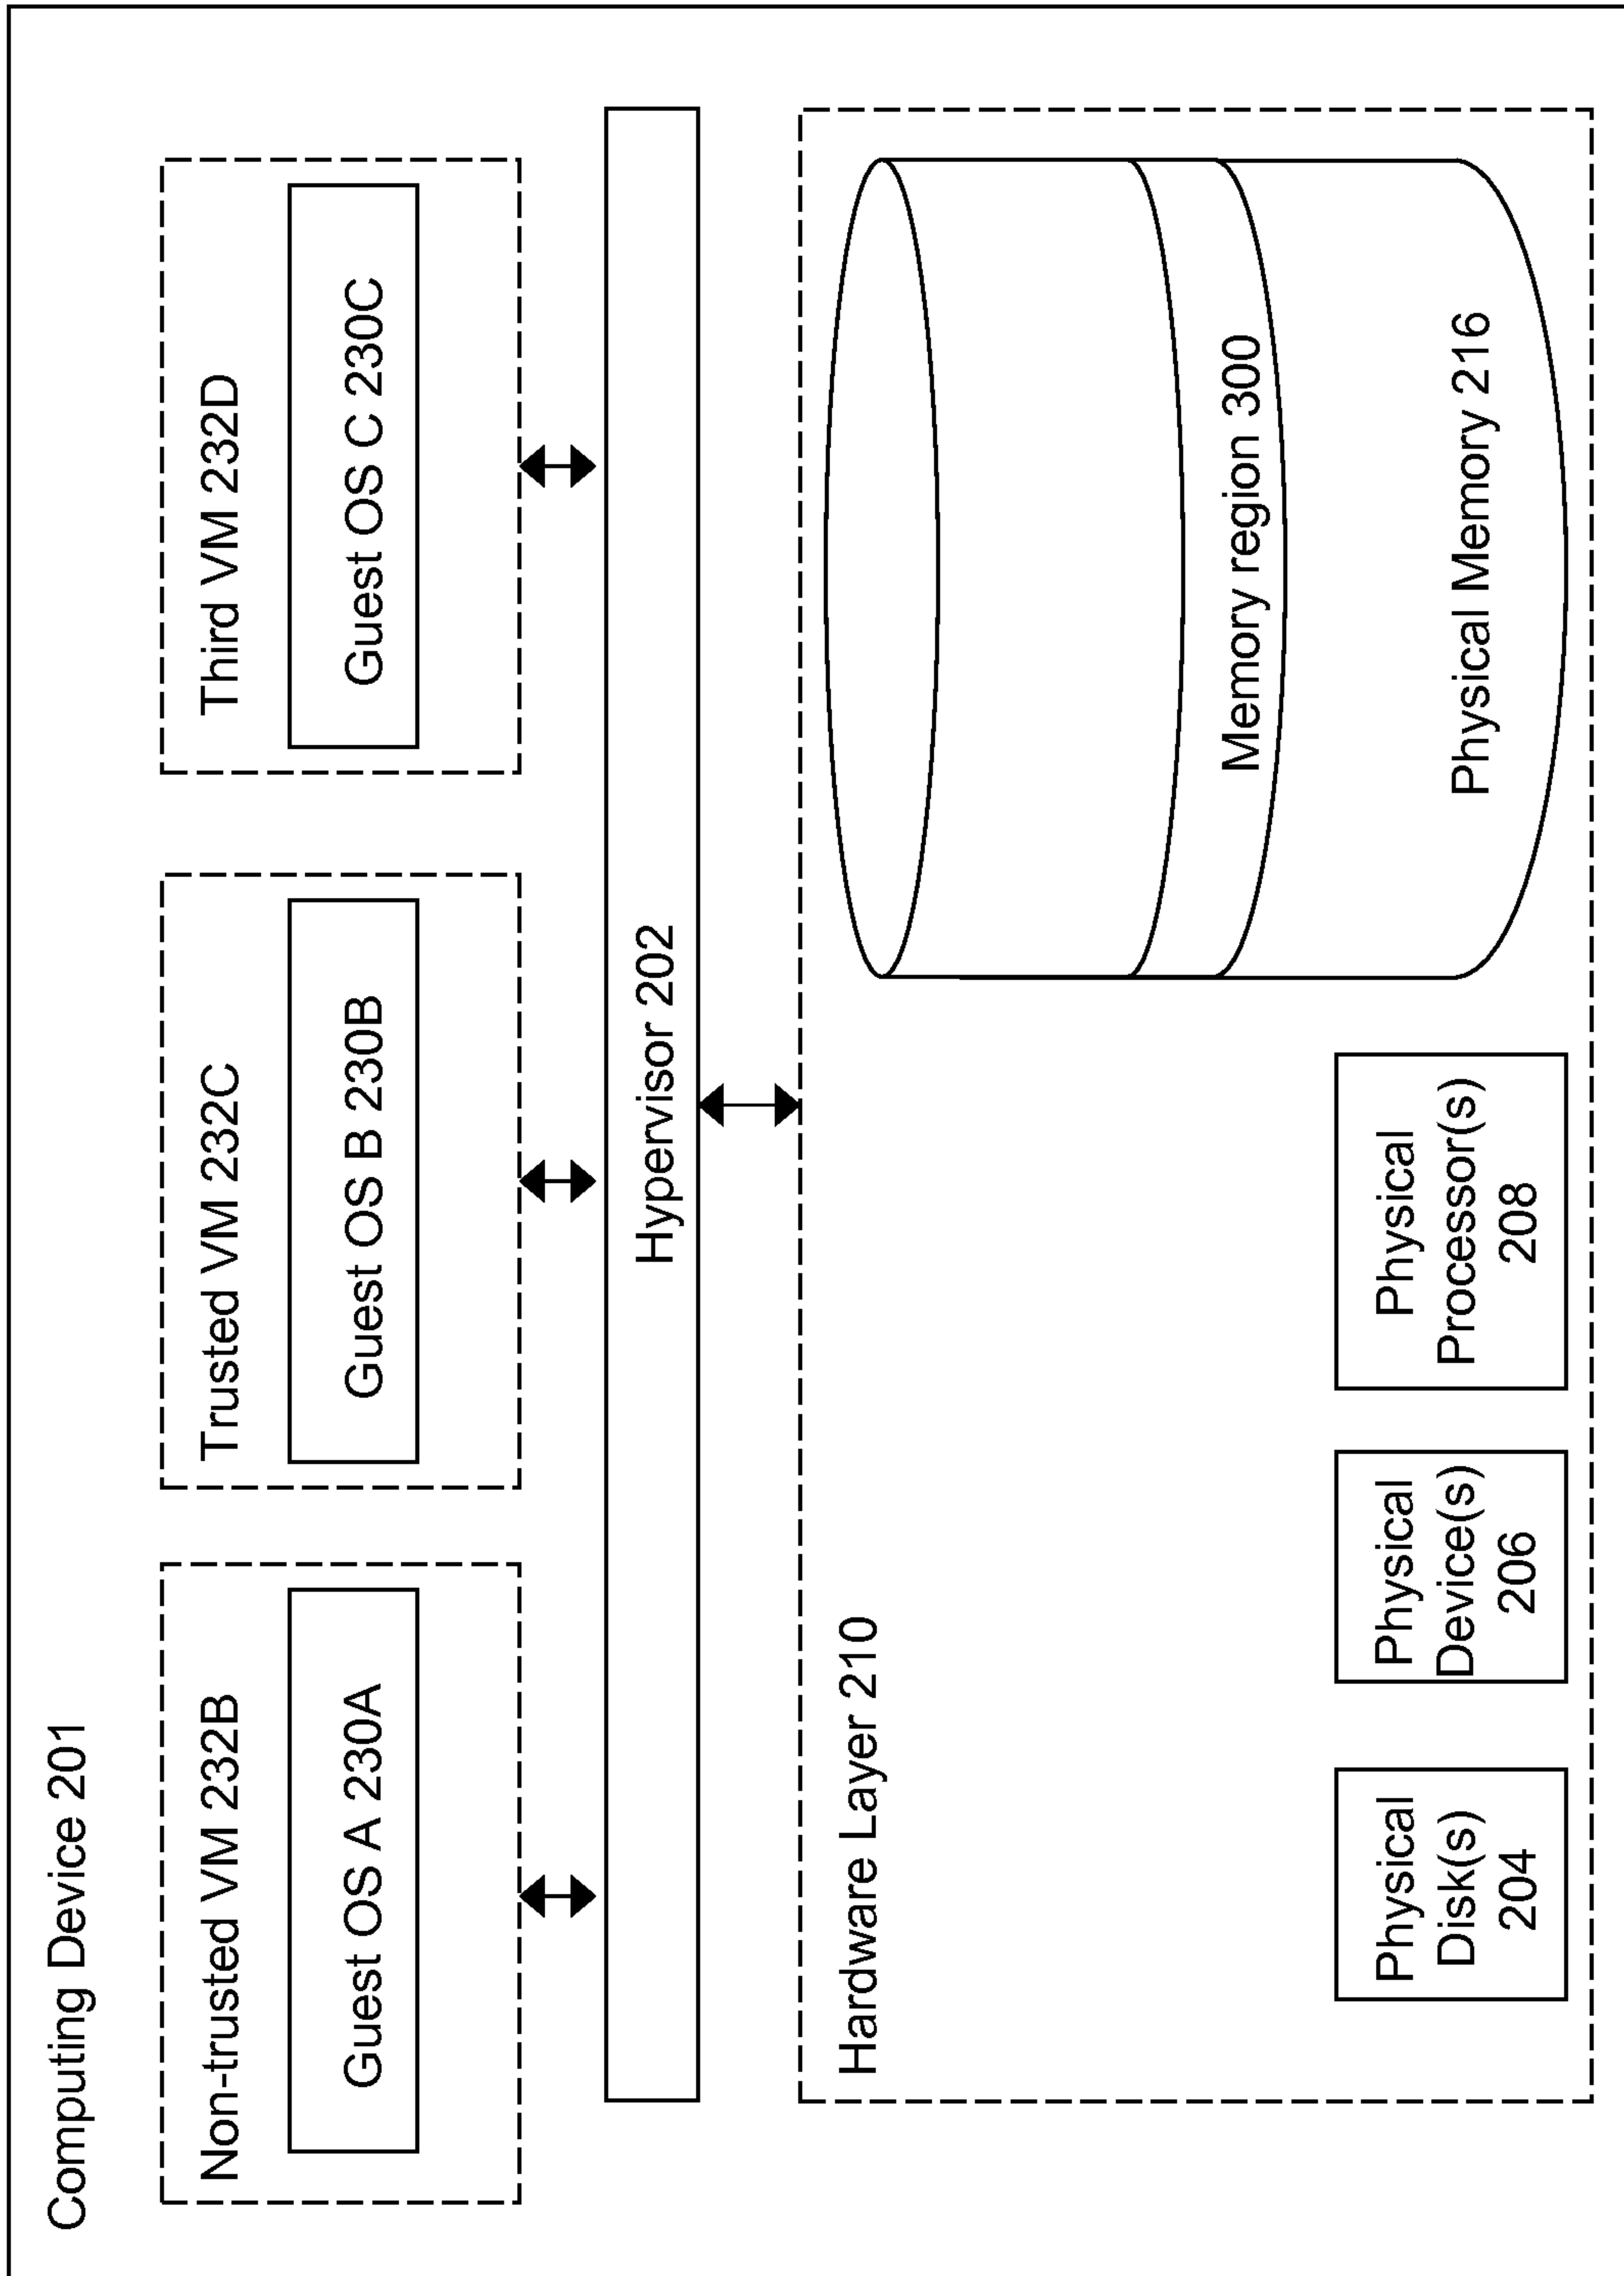 Computing Device 201
Non-trusted VM 232B
Guest OS A 230A
Trusted VM 232C
Guest OS B 230B
Third VM 232D
Guest OS C 230C
Hypervisor 202
Hardware Layer 210
Physical
Disk(s)
204
Physical
Device(s)
206
Physical
Processor(s)
208
Memory region 300
Physical Memory 216